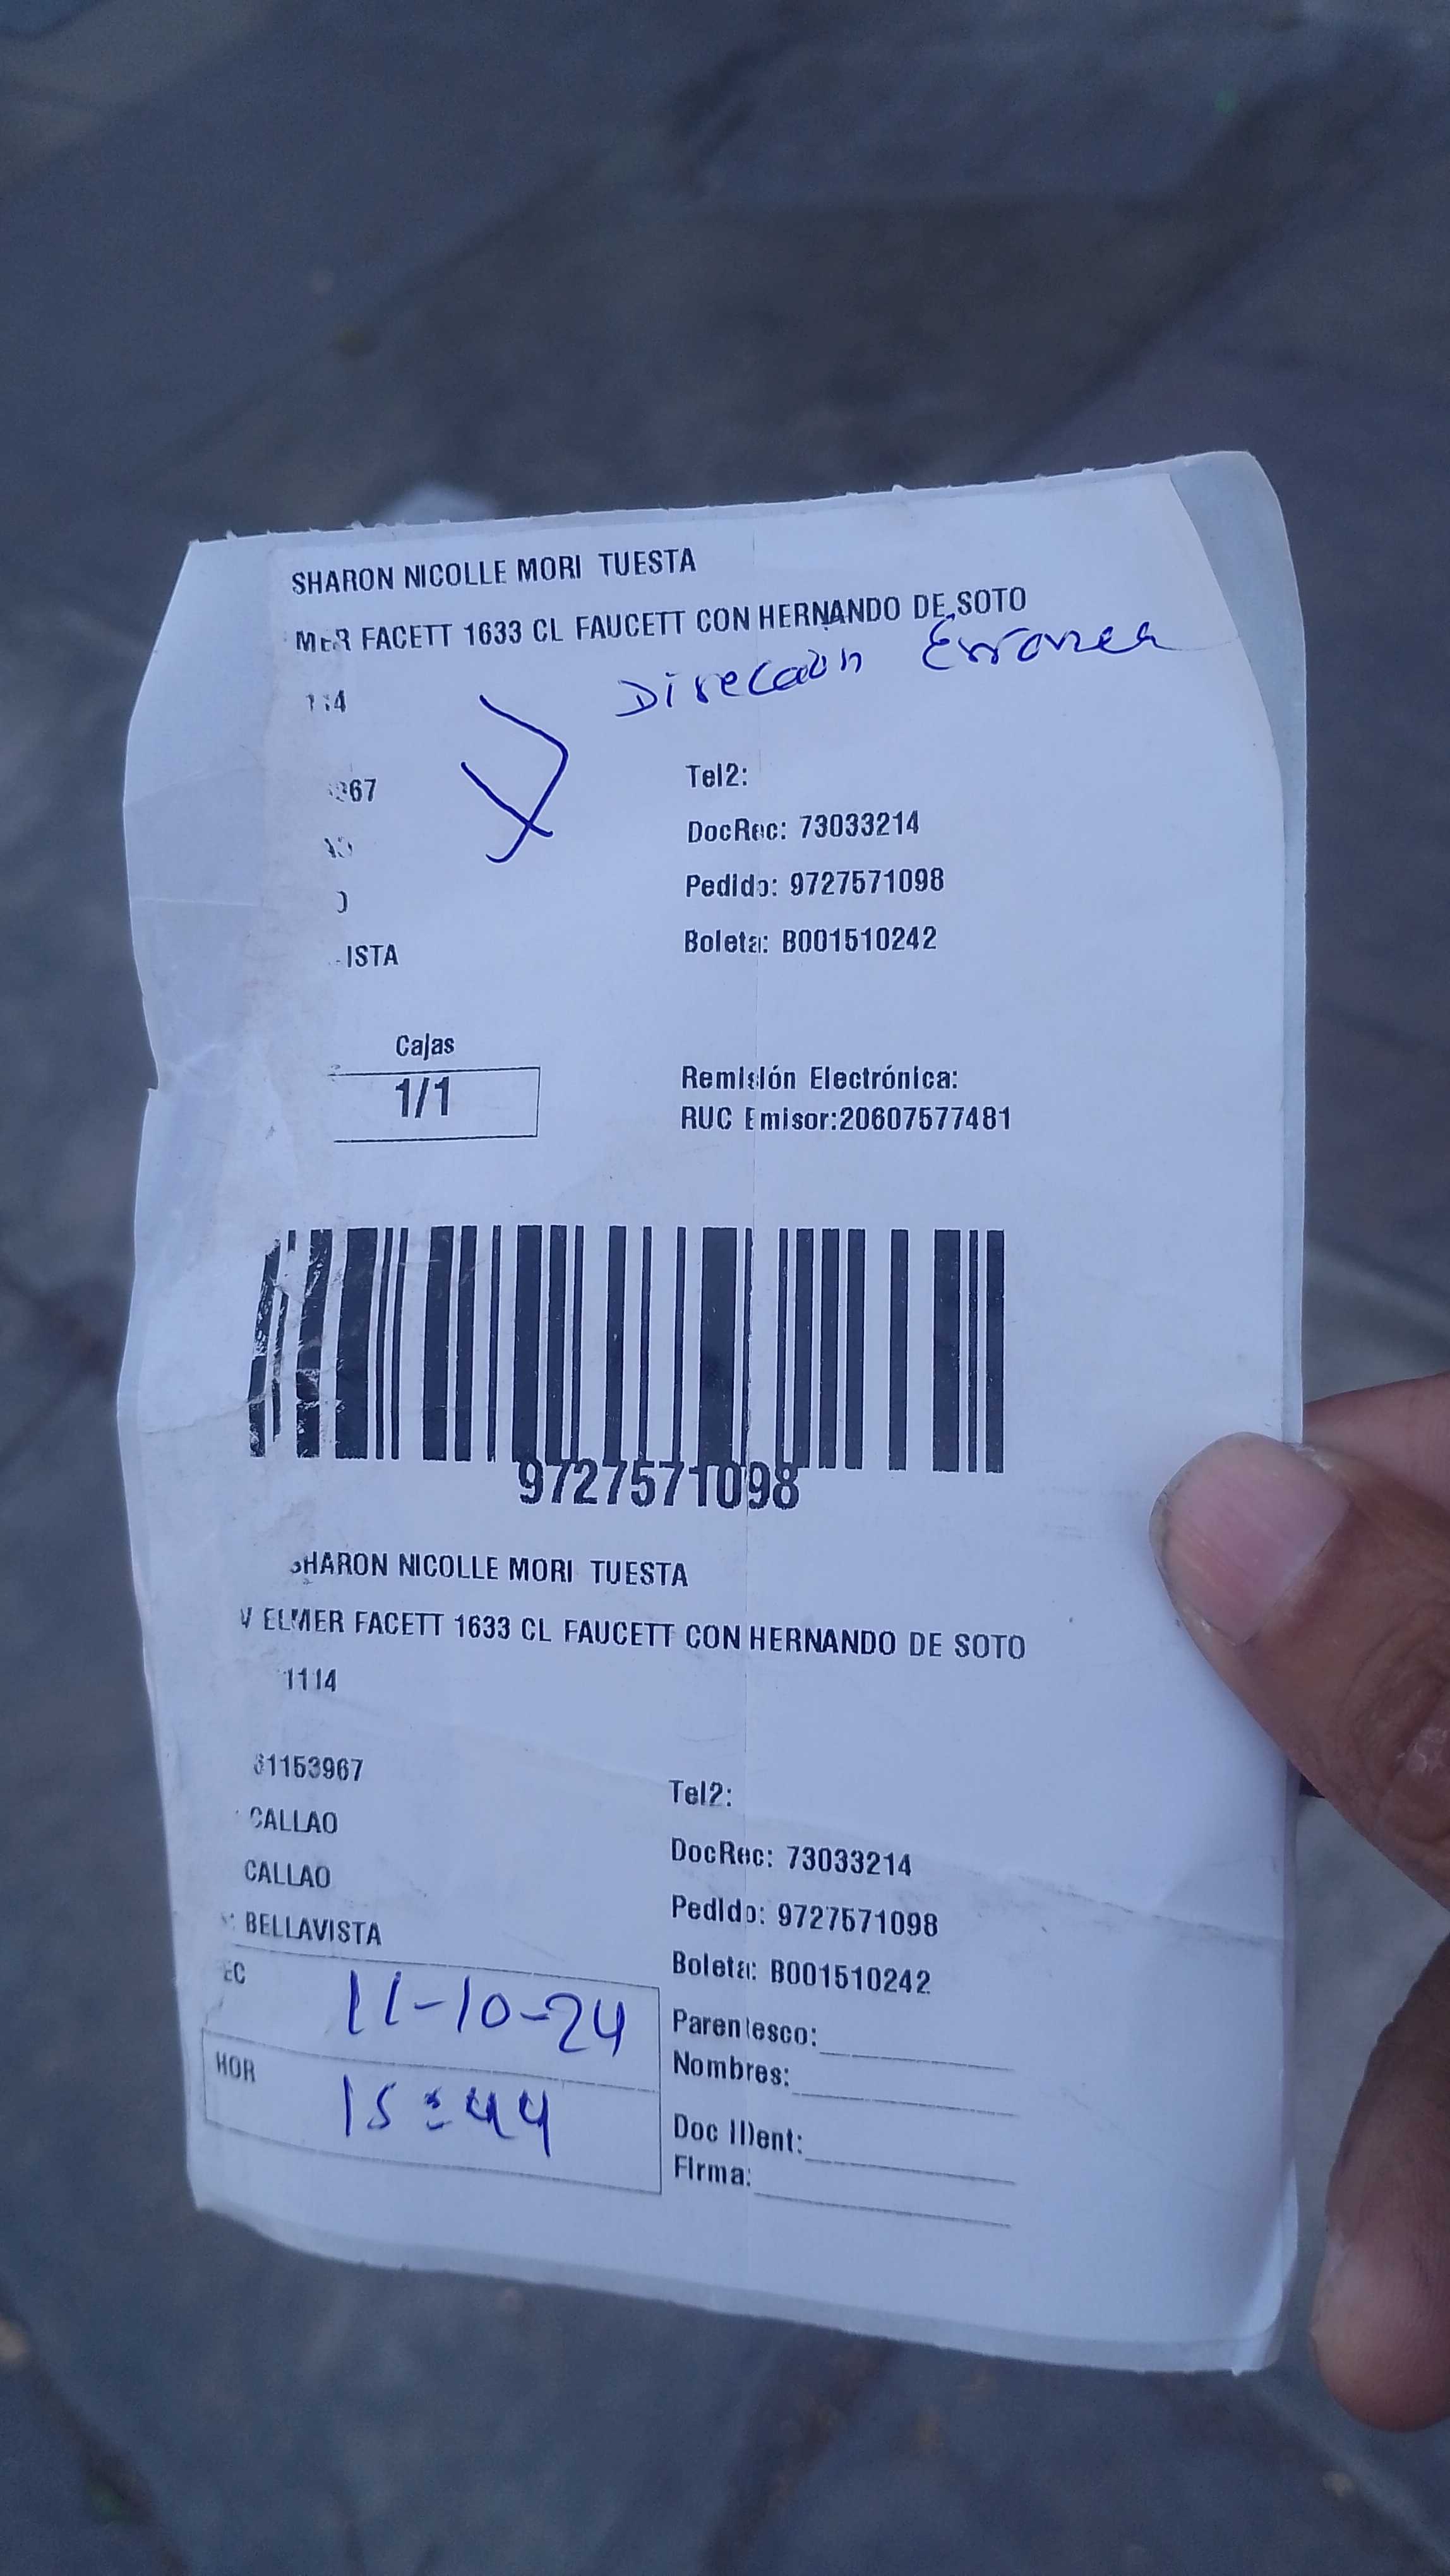 SHARON NICOLLE MORI TUESTA
FACETT 1633 CL FAUCETT CON HERNANDO DE SOTO
Direccion Erronea
Tel2:
DocRec: 73033214
Pedido: 9727571098
Boleta: B001510242
Cajas
1/1
Remisión Electrónica:
RUC Emisor:20607577481
9727571098
SHARON NICOLLE MORI TUESTA
V ELMER FACETT 1633 CL FAUCETT CON HERNANDO DE SOTO
1114
61153967
CALLAO
CALLAO
BELLAVISTA
Tel2:
DocRec: 73033214
Pedido: 9727571098
Boleta: B001510242
EC 11-10-24
HOR 15:44
Parentesco:
Nombres:
Doc Ident:
Firma: